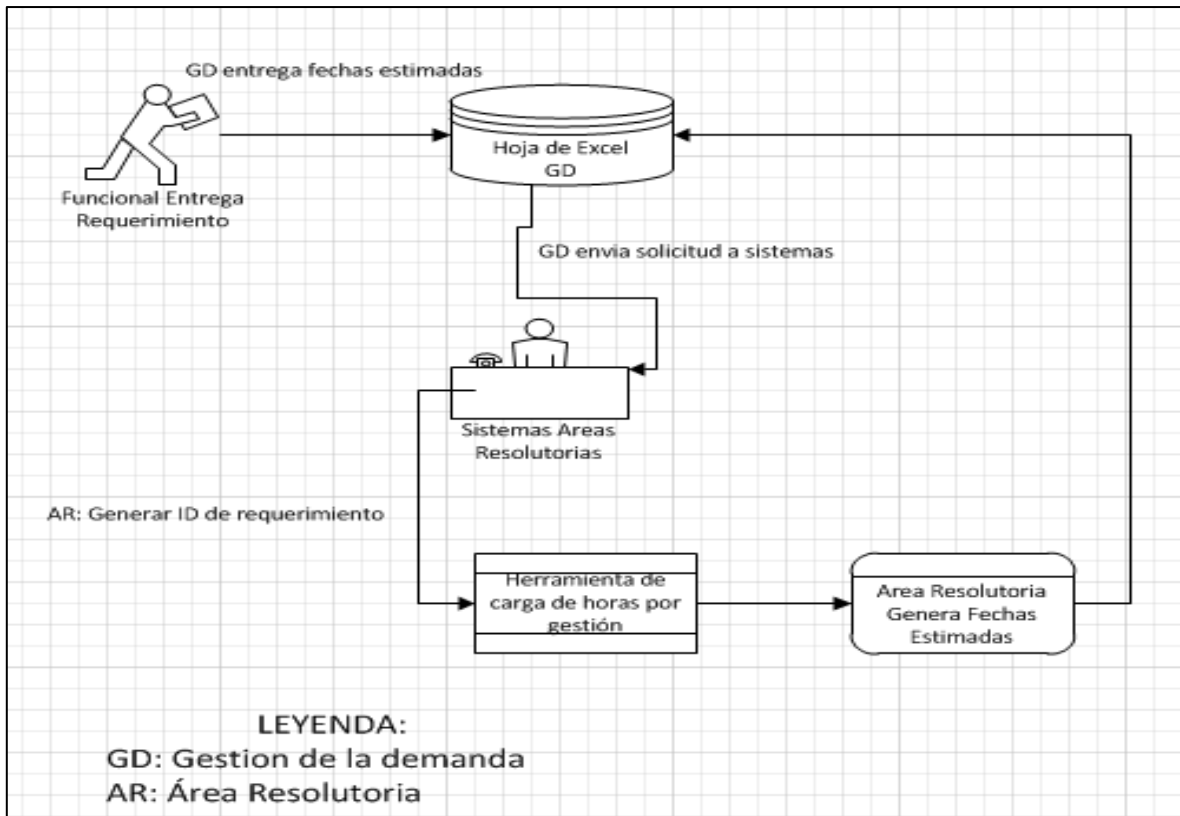 GD entrega fechas estimadas
Hoja de Excel
GD
Funcional Entrega
Requerimiento
GD envia solicitud a sistemas
Sistemas Areas
Resolutorias
AR: Generar ID de requerimiento
Herramienta de
carga de horas por
gestión
Area Resolutoria
Genera Fechas
Estimadas
LEYENDA:
GD: Gestion de la demanda
AR: Área Resolutoria